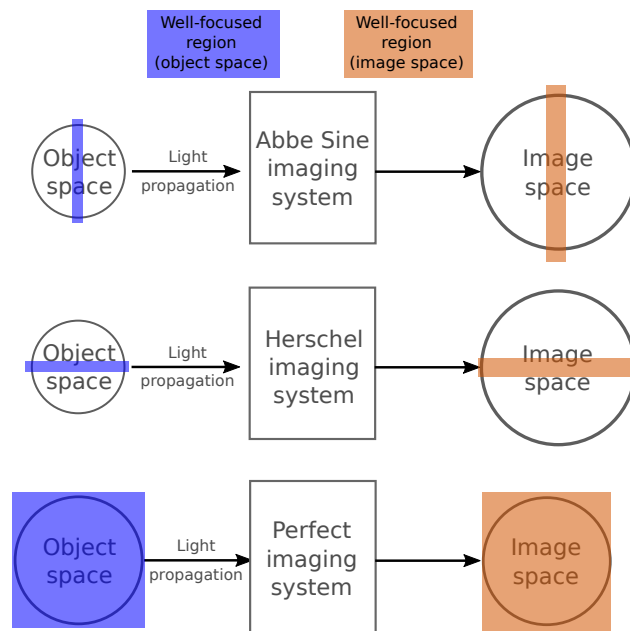 Well-focused
region
(object space)
Well-focused
region
(image space)
Object
space
Light
propagation
Abbe Sine
imaging
system
Image
space
Object
space
Light
propagation
Herschel
imaging
system
Image
space
Object
space
Light
propagation
Perfect
imaging
system
Image
space